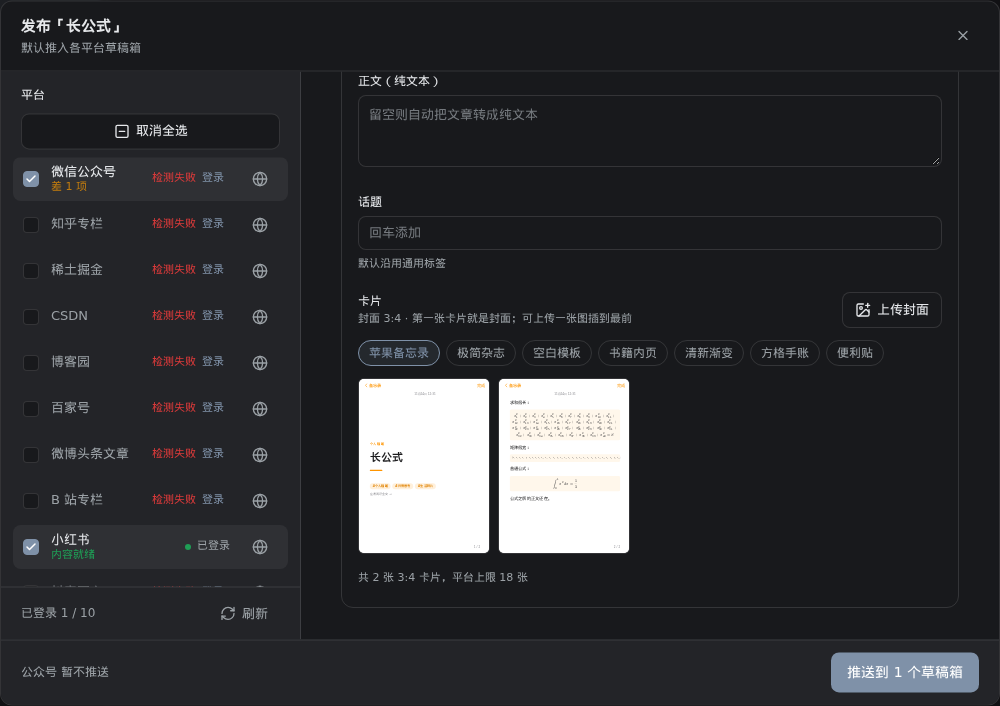 发布「长公式」
默认推入各平台草稿箱
平台
取消全选
微信公众号
差 1 项
检测失败 登录
知乎专栏
检测失败 登录
稀土掘金
检测失败 登录
CSDN
检测失败 登录
博客园
检测失败 登录
百家号
检测失败 登录
微博头条文章
检测失败 登录
B 站专栏
检测失败 登录
小红书
内容就绪
已登录
已登录 1 / 10
刷新
正文（纯文本）
留空则自动把文章转成纯文本
话题
回车添加
默认沿用通用标签
卡片
封面 3:4 · 第一张卡片就是封面；可上传一张图插到最前
上传封面
苹果备忘录
极简杂志
空白模板
书籍内页
清新渐变
方格手账
便利贴
长公式
共 2 张 3:4 卡片，平台上限 18 张
公众号 暂不推送
推送到 1 个草稿箱